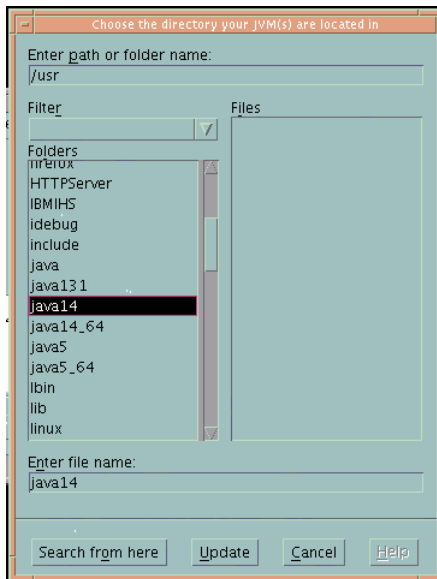 Choose the directory your JVM(s) are located in
Enter path or folder name:
/usr
Filter
Files
Folders
firefox
HTTPServer
IBMIHS
idebug
include
java
java131
java14
java14_64
java5
java5_64
lbin
lib
linux
Enter file name:
java14
Search from here
Update
Cancel
Help